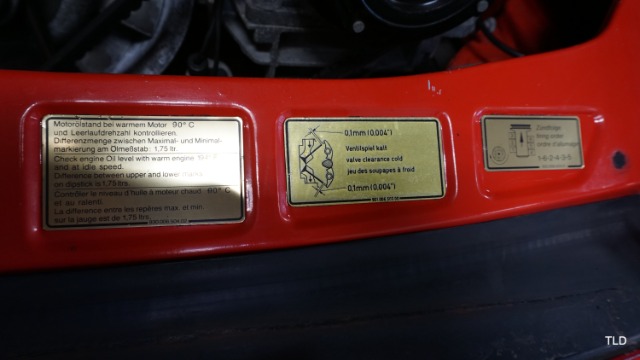 Motorölstand bei warmem Motor 90° C
und Leerlaufdrehzahl kontrollieren.
Differenzmenge zwischen Maximal- und Minimal-
markierung am Ölmeßstab: 1,75 ltr.
Check engine Oil level with warm engine
and at idle speed.
Difference between upper and lower marks
on dipstick is 1,75 ltrs.
Contrôler le niveau d'huile à moteur chaud 90° C
et au ralenti.
La différence entre les repères max. et min.
sur la jauge est de 1,75 ltrs.
0,1mm (0,004")
Ventilspiel kalt
valve clearance cold
jeu des soupapes à froid
0,1mm (0,004")
Zündfolge
firing order
ordre d'allumage
1-6-2-4-3-5
TLD